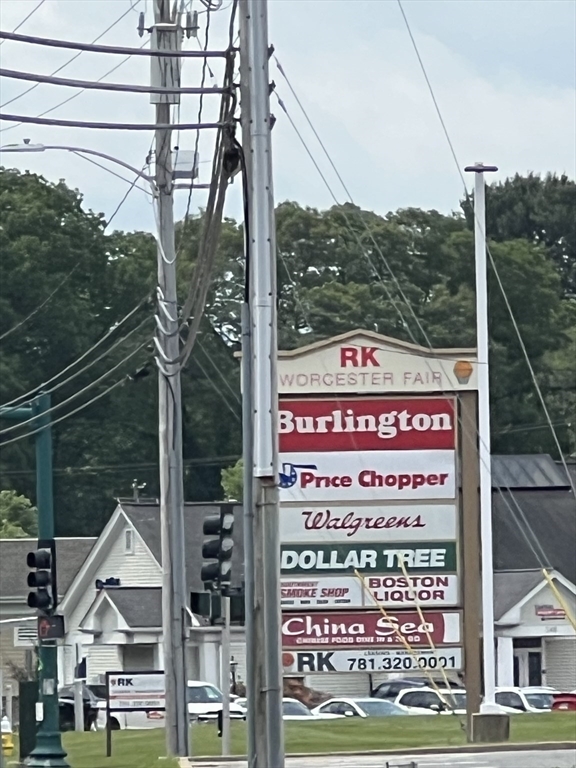 RK
WORCESTER FAIR
Burlington
Price Chopper
Walgreens
DOLLAR TREE
SMOKE SHOP
BOSTON
LIQUOR
China Sea
CHINESE FOOD DINE IN & GO
RK 781.320.0001
RK